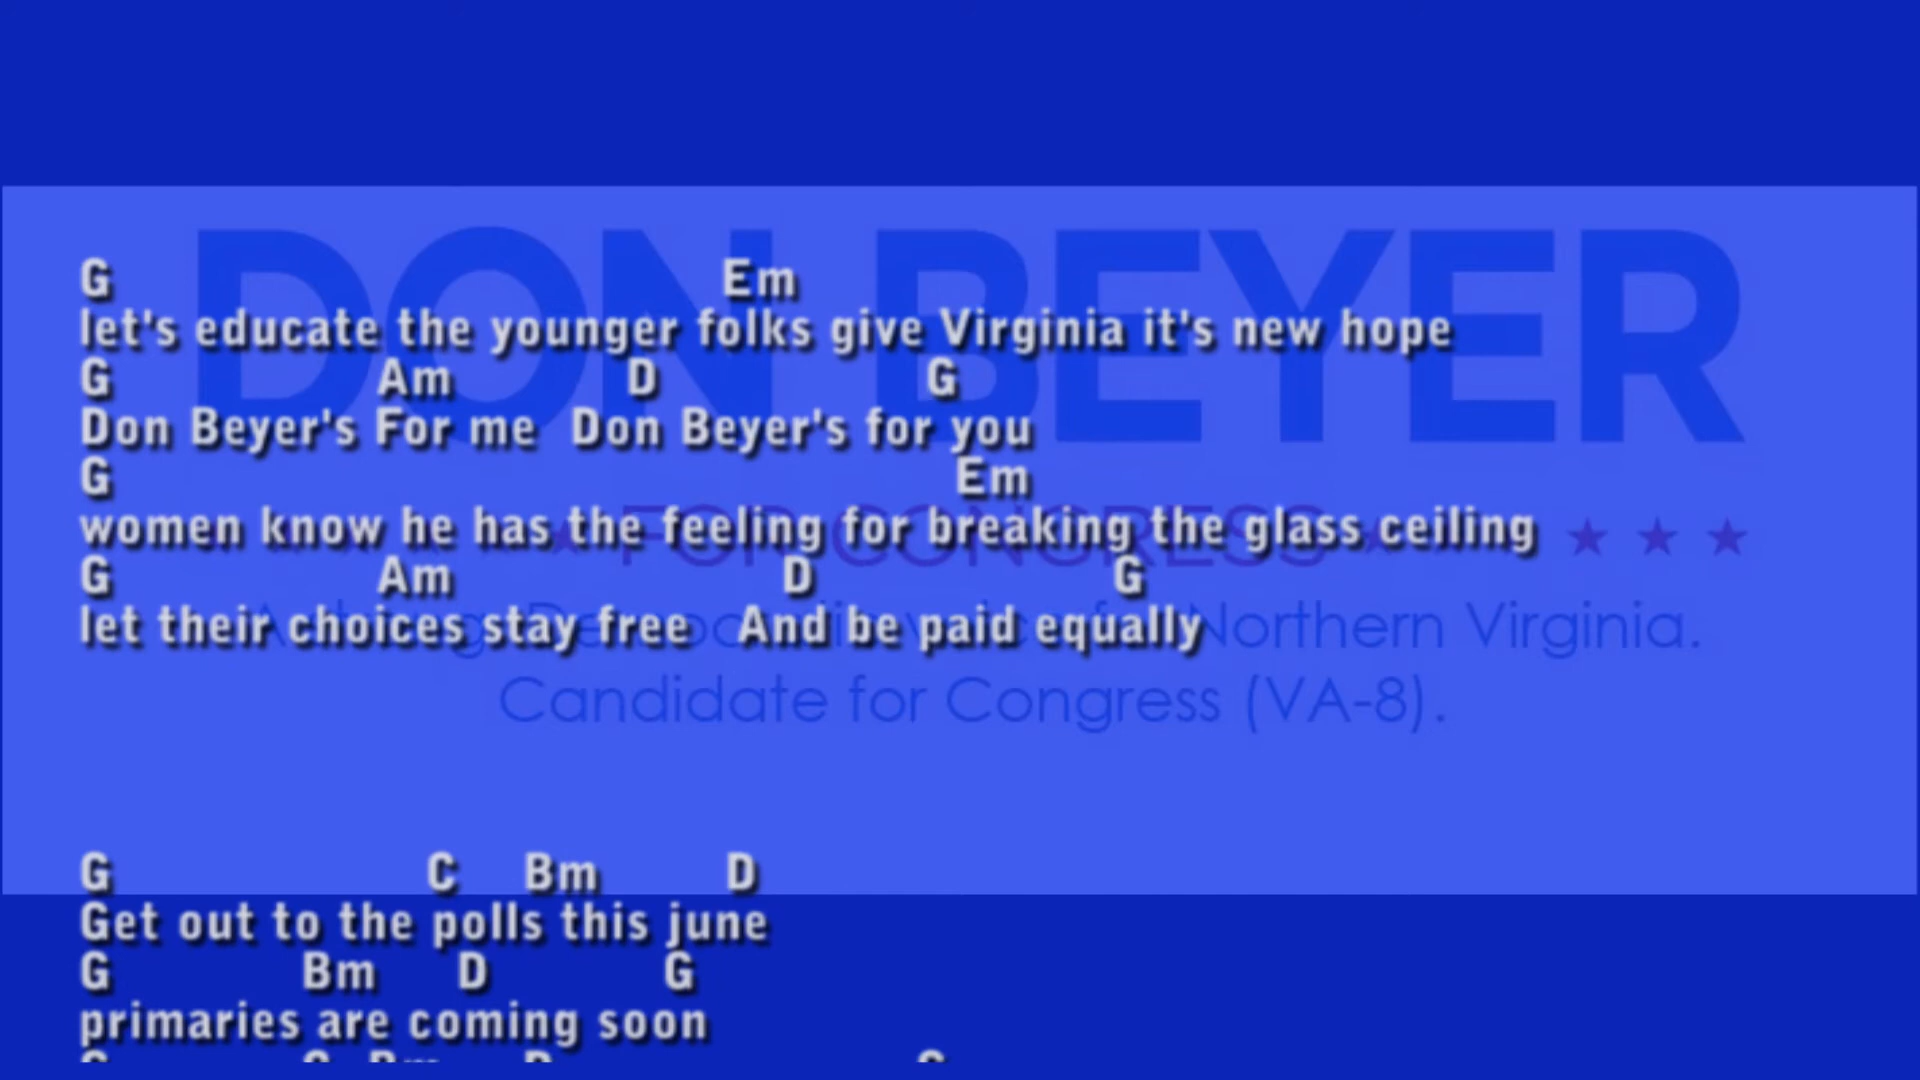 DON BEYER
G Em
let's educate the younger folks give Virginia it's new hope
G Am D G
Don Beyer's For me Don Beyer's for you
G Em
women know he has the feeling for breaking the glass ceiling
FOR CONGRESS
G Am D G
let their choices stay free And be paid equally
Northern Virginia.
Candidate for Congress (VA-8).
G C Bm D
Get out to the polls this june
G Bm D G
primaries are coming soon